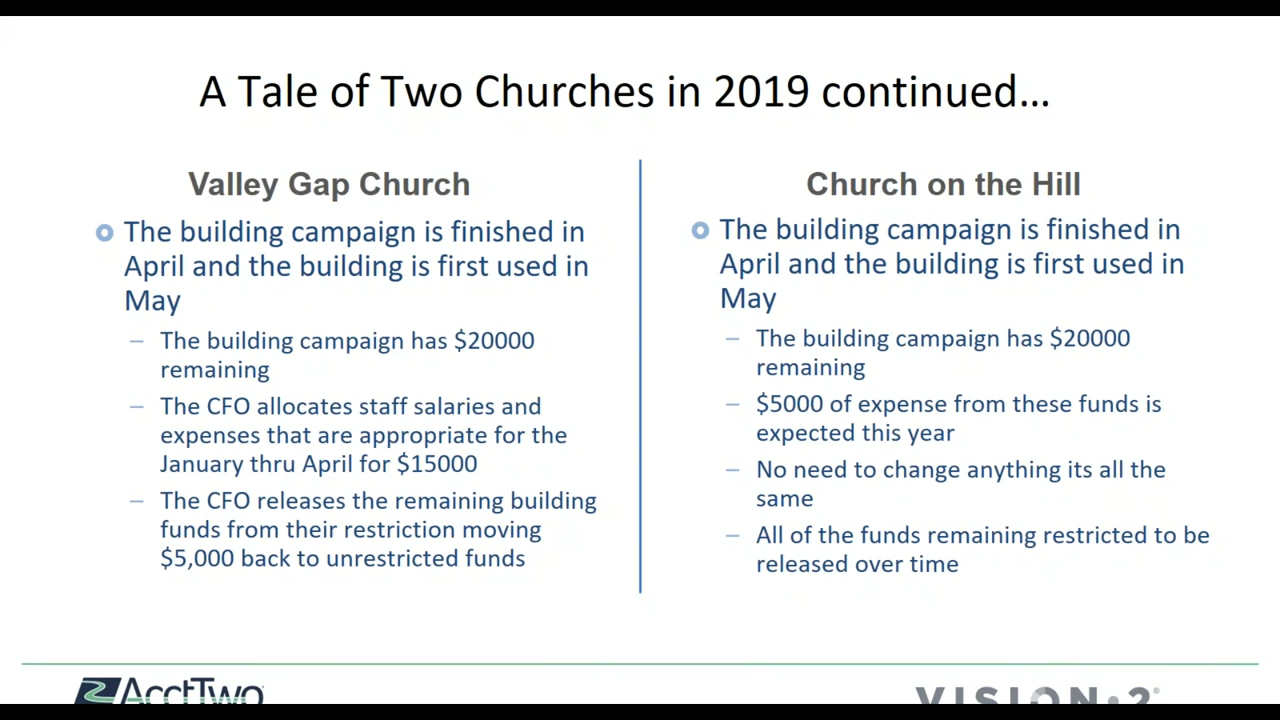 A Tale of Two Churches in 2019 continued...
Valley Gap Church
The building campaign is finished in
April and the building is first used in
May
– The building campaign has $20000
remaining
– The CFO allocates staff salaries and
expenses that are appropriate for the
January thru April for $15000
– The CFO releases the remaining building
funds from their restriction moving
$5,000 back to unrestricted funds
Church on the Hill
The building campaign is finished in
April and the building is first used in
May
– The building campaign has $20000
remaining
– $5000 of expense from these funds is
expected this year
– No need to change anything its all the
same
– All of the funds remaining restricted to be
released over time
AcctTwo
VISION·2